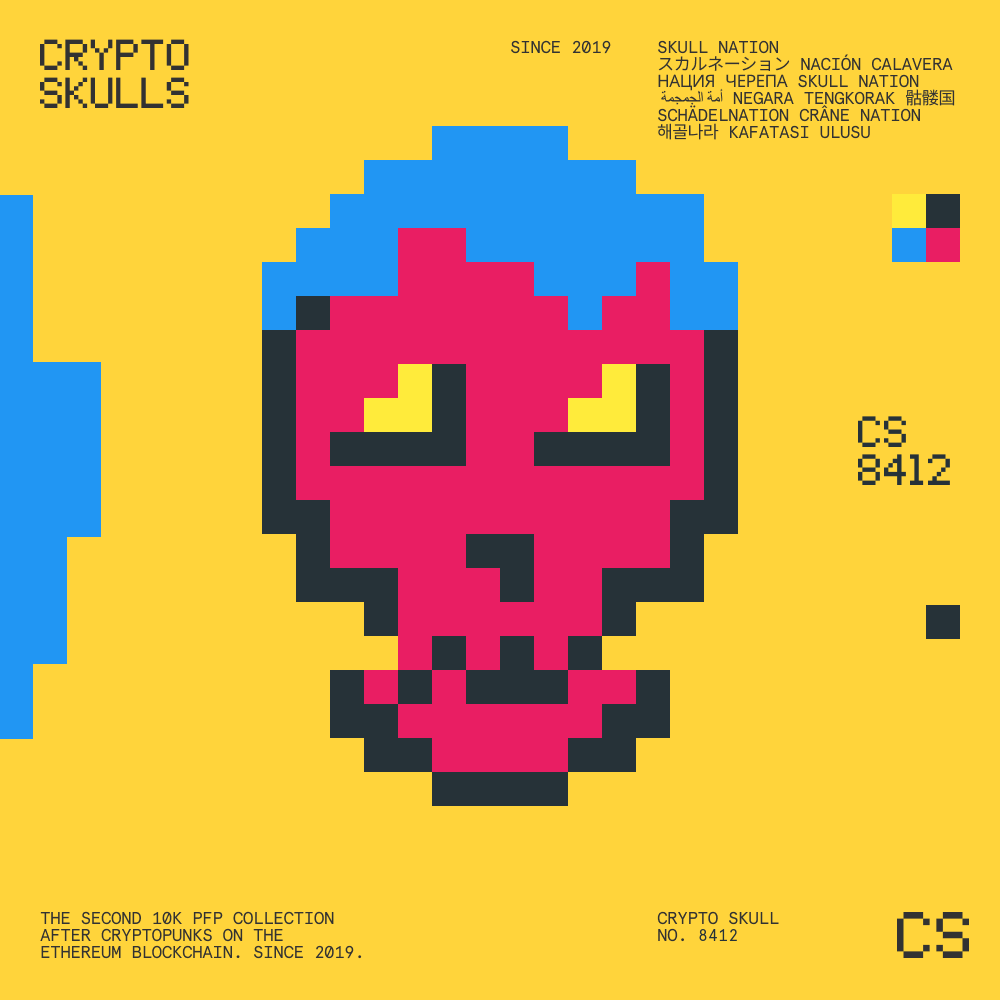 CRYPTO
SKULLS
SINCE 2019
SKULL NATION
スカルネーション NACIÓN CALAVERA
НАЦИЯ ЧЕРЕПА SKULL NATION
أمة الجمجمة NEGARA TENGKORAK 骷髅国
SCHÄDELNATION CRÂNE NATION
해골나라 KAFATASI ULUSU
CS
8412
THE SECOND 10K PFP COLLECTION
AFTER CRYPTOPUNKS ON THE
ETHEREUM BLOCKCHAIN. SINCE 2019.
CRYPTO SKULL
NO. 8412
CS